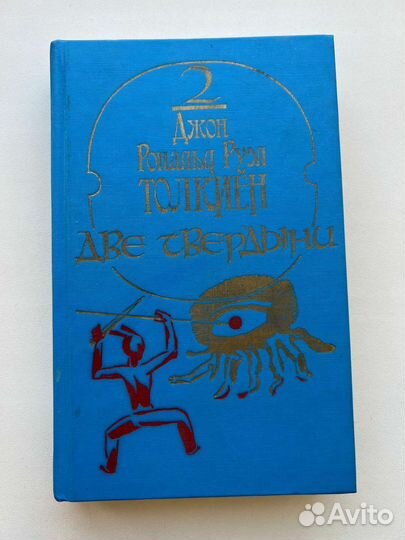 2
Джон
Рональд Руэл
ТОЛКИЕН
ДВЕ ТВЕРДЫНИ
Avito